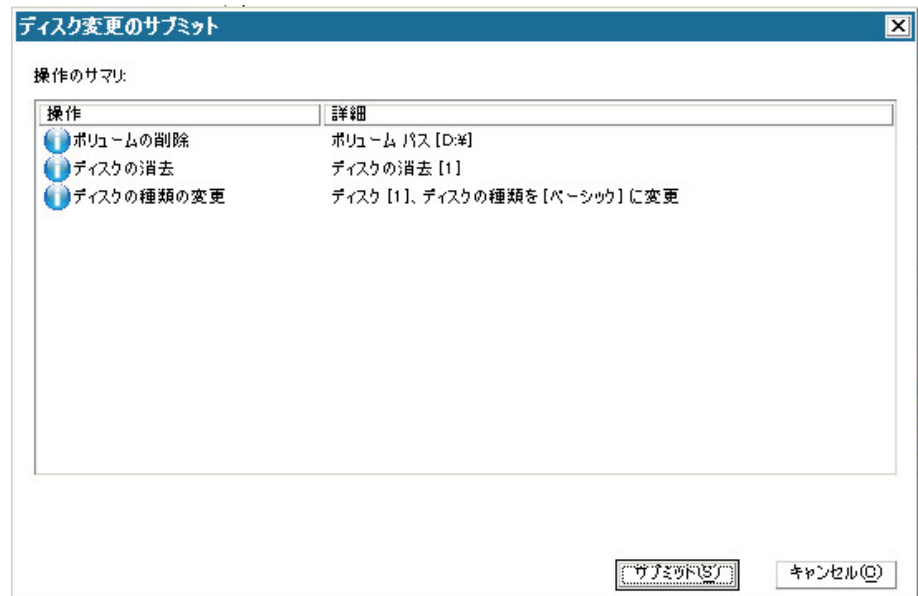 ディスク変更のサブミット
操作のサマリ:
操作 詳細
ボリュームの削除 ボリューム パス [D:¥]
ディスクの消去 ディスクの消去 [1]
ディスクの種類の変更 ディスク [1]、ディスクの種類を [ベーシック] に変更
サブミット(S) キャンセル(C)